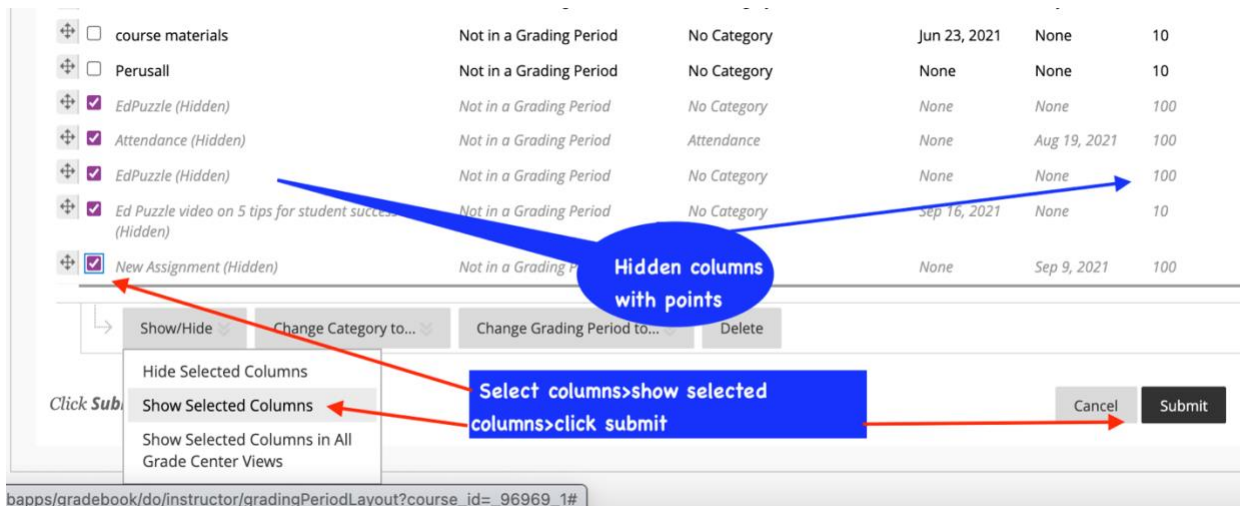 course materials Not in a Grading Period No Category Jun 23, 2021 None 10
Perusall Not in a Grading Period No Category None None 10
EdPuzzle (Hidden) Not in a Grading Period No Category None None 100
Attendance (Hidden) Not in a Grading Period Attendance None Aug 19, 2021 100
EdPuzzle (Hidden) Not in a Grading Period No Category None None 100
Ed Puzzle video on 5 tips for student success Not in a Grading Period No Category Sep 16, 2021 None 10
(Hidden)
New Assignment (Hidden) Not in a Grading None Sep 9, 2021 100
Hidden columns
with points
Show/Hide Change Category to... Change Grading Period to... Delete
Hide Selected Columns
Show Selected Columns
Show Selected Columns in All
Grade Center Views
Click
Select columns>show selected
columns>click submit
Cancel Submit
bapps/gradebook/do/instructor/gradingPeriodLayout?course_id=_96969_1#